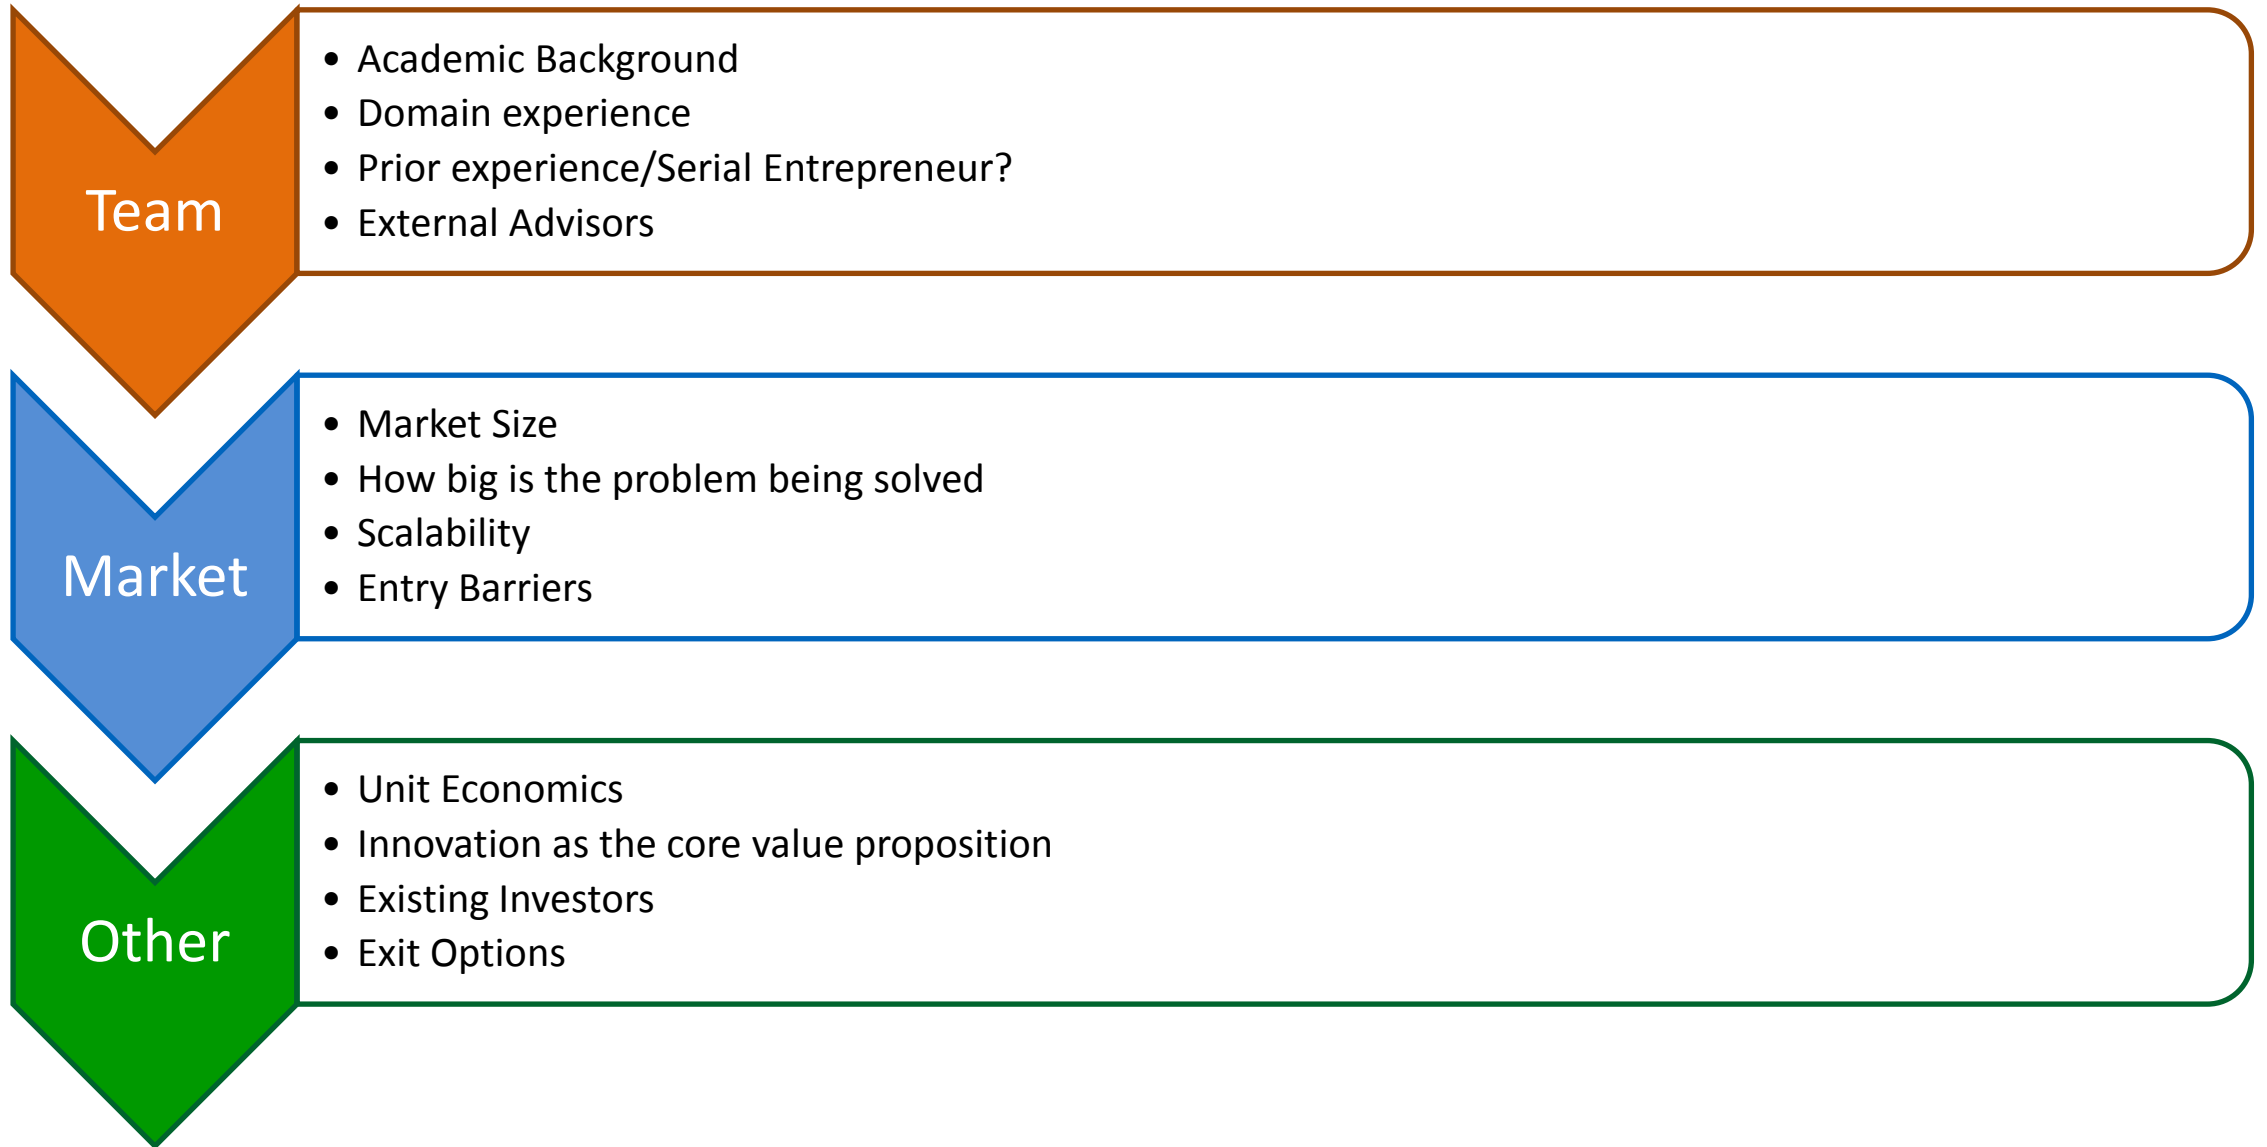 Team
• Academic Background
• Domain experience
• Prior experience/Serial Entrepreneur?
• External Advisors
Market
• Market Size
• How big is the problem being solved
• Scalability
• Entry Barriers
Other
• Unit Economics
• Innovation as the core value proposition
• Existing Investors
• Exit Options